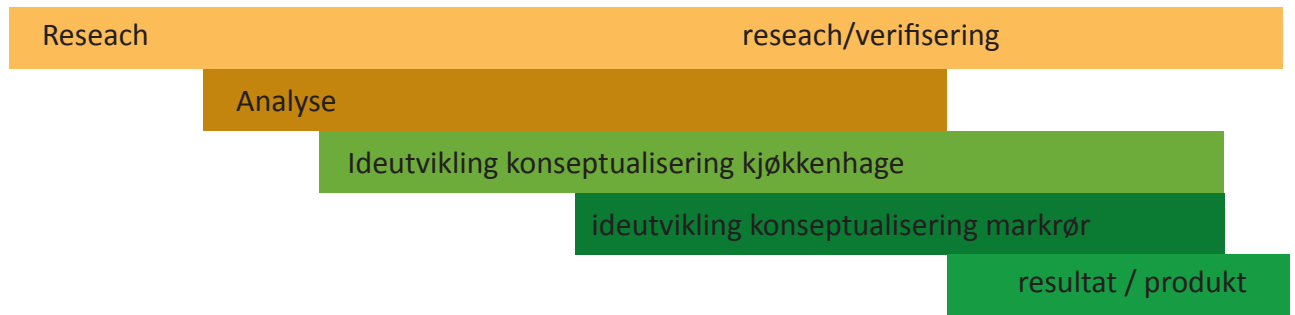 Reseach reseach/verifisering
Analyse
Ideutvikling konseptualisering kjøkkenhage
ideutvikling konseptualisering markrør
resultat / produkt